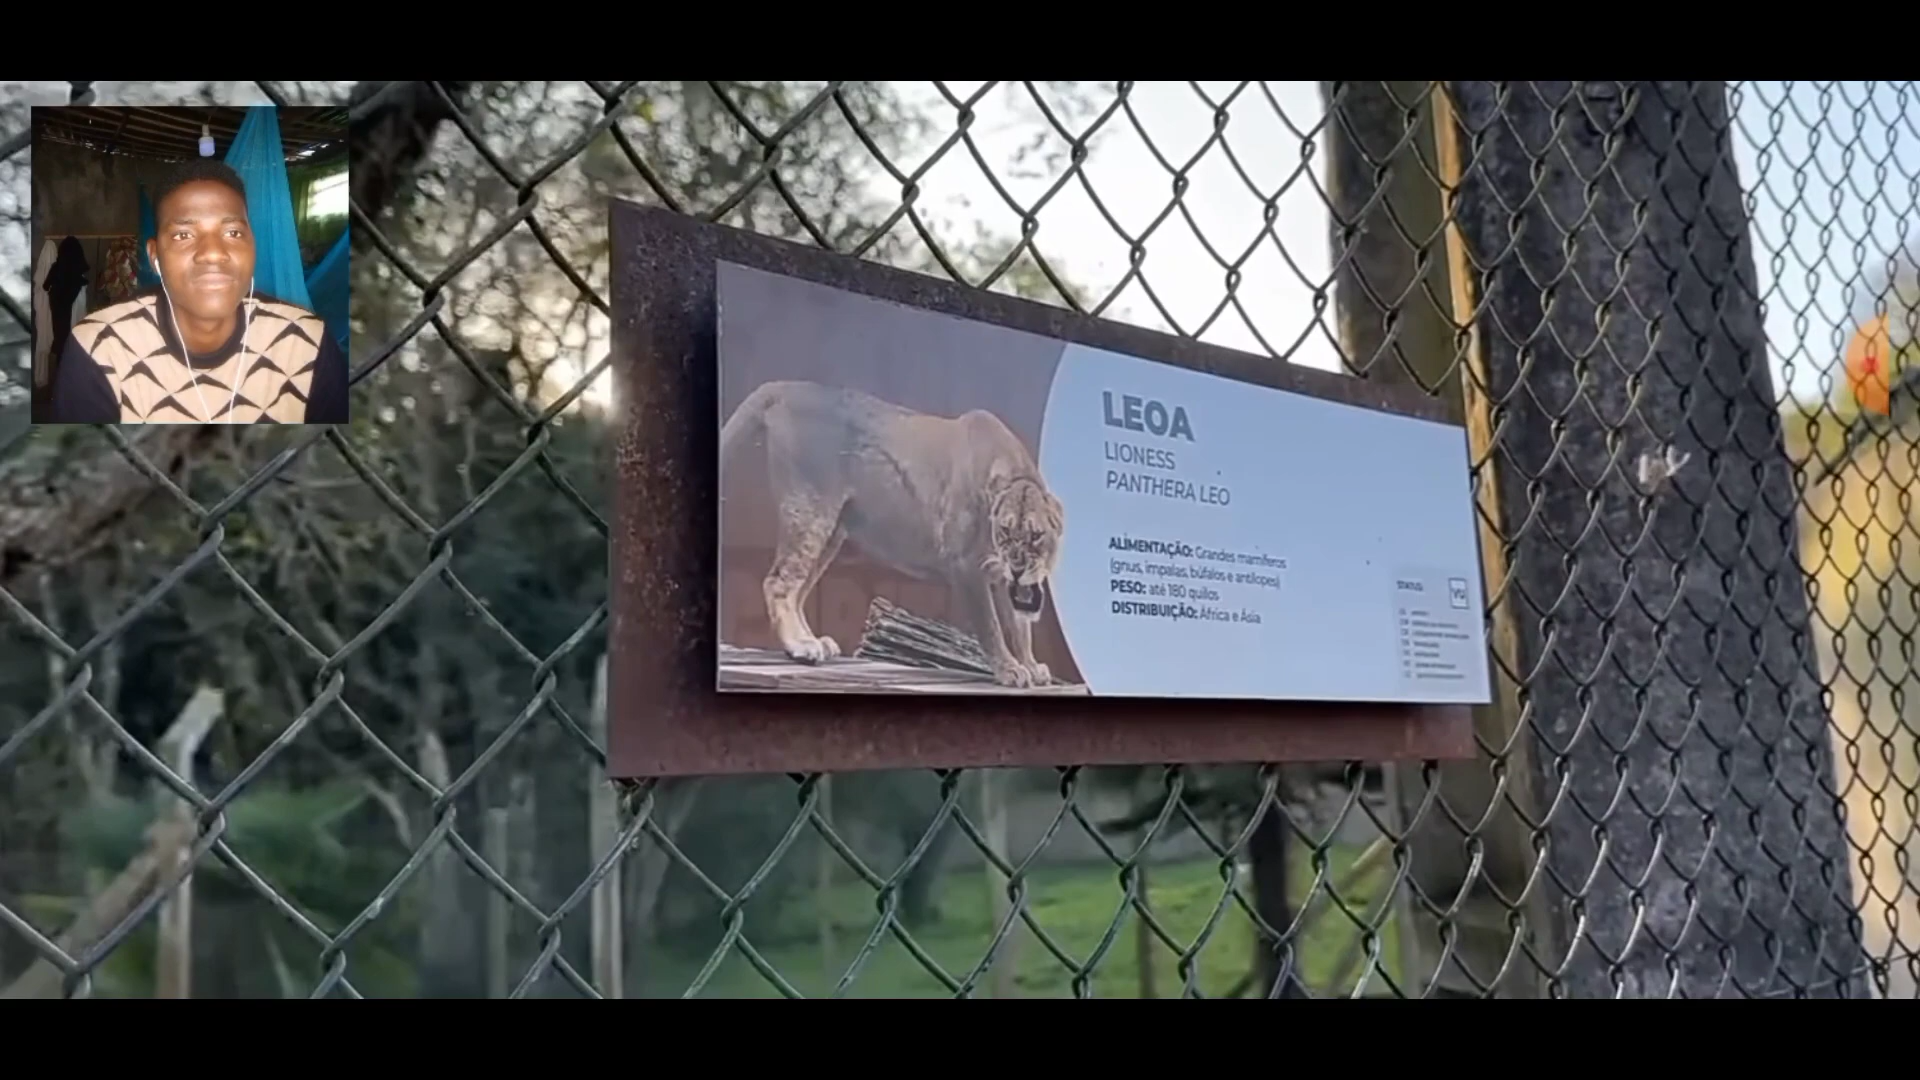 LEOA
LIONESS
PANTHERA LEO
ALIMENTAÇÃO: Grandes mamíferos
(gnus, impalas, búfalos e antílopes)
PESO: até 180 quilos
DISTRIBUIÇÃO: África e Ásia
STATUS:
VU